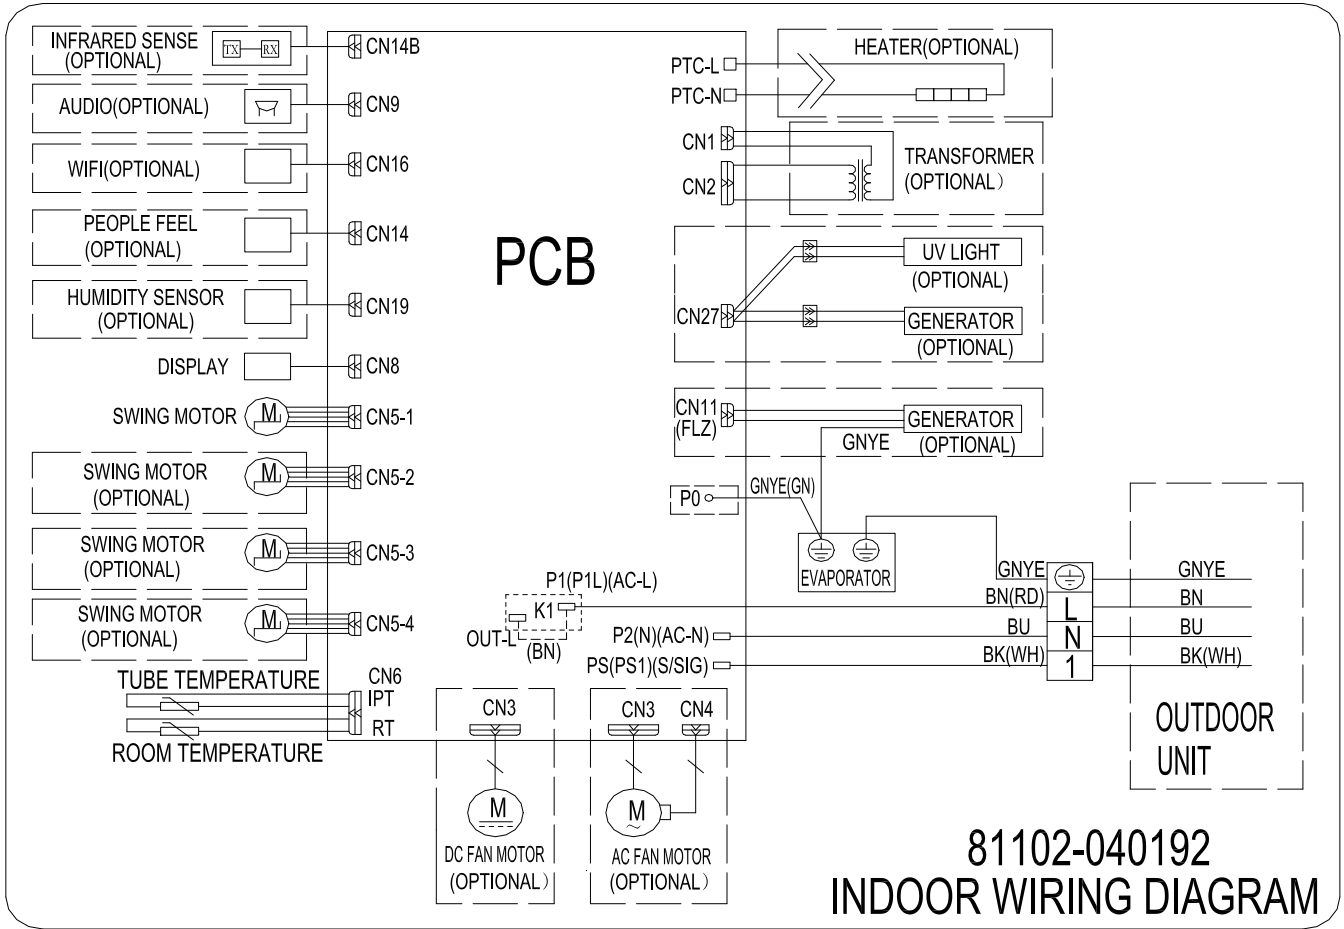 INFRARED SENSE
(OPTIONAL)
TX
RX
CN14B
AUDIO(OPTIONAL)
CN9
WIFI(OPTIONAL)
CN16
PEOPLE FEEL
(OPTIONAL)
CN14
HUMIDITY SENSOR
(OPTIONAL)
CN19
DISPLAY
CN8
SWING MOTOR
M
CN5-1
SWING MOTOR
(OPTIONAL)
M
CN5-2
SWING MOTOR
(OPTIONAL)
M
CN5-3
SWING MOTOR
(OPTIONAL)
M
CN5-4
TUBE TEMPERATURE
CN6
IPT
RT
ROOM TEMPERATURE
PCB
PTC-L
PTC-N
HEATER(OPTIONAL)
CN1
CN2
TRANSFORMER
(OPTIONAL)
CN27
UV LIGHT
(OPTIONAL)
GENERATOR
(OPTIONAL)
CN11
(FLZ)
GENERATOR
(OPTIONAL)
GNYE
P0
GNYE(GN)
EVAPORATOR
P1(P1L)(AC-L)
K1
OUT-L
(BN)
P2(N)(AC-N)
PS(PS1)(S/SIG)
GNYE
BN(RD)
BU
BK(WH)
L
N
1
GNYE
BN
BU
BK(WH)
OUTDOOR
UNIT
CN3
M
DC FAN MOTOR
(OPTIONAL)
CN3
CN4
M
~
AC FAN MOTOR
(OPTIONAL)
81102-040192
INDOOR WIRING DIAGRAM